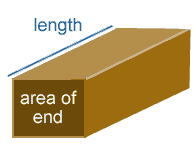 length
area of
end